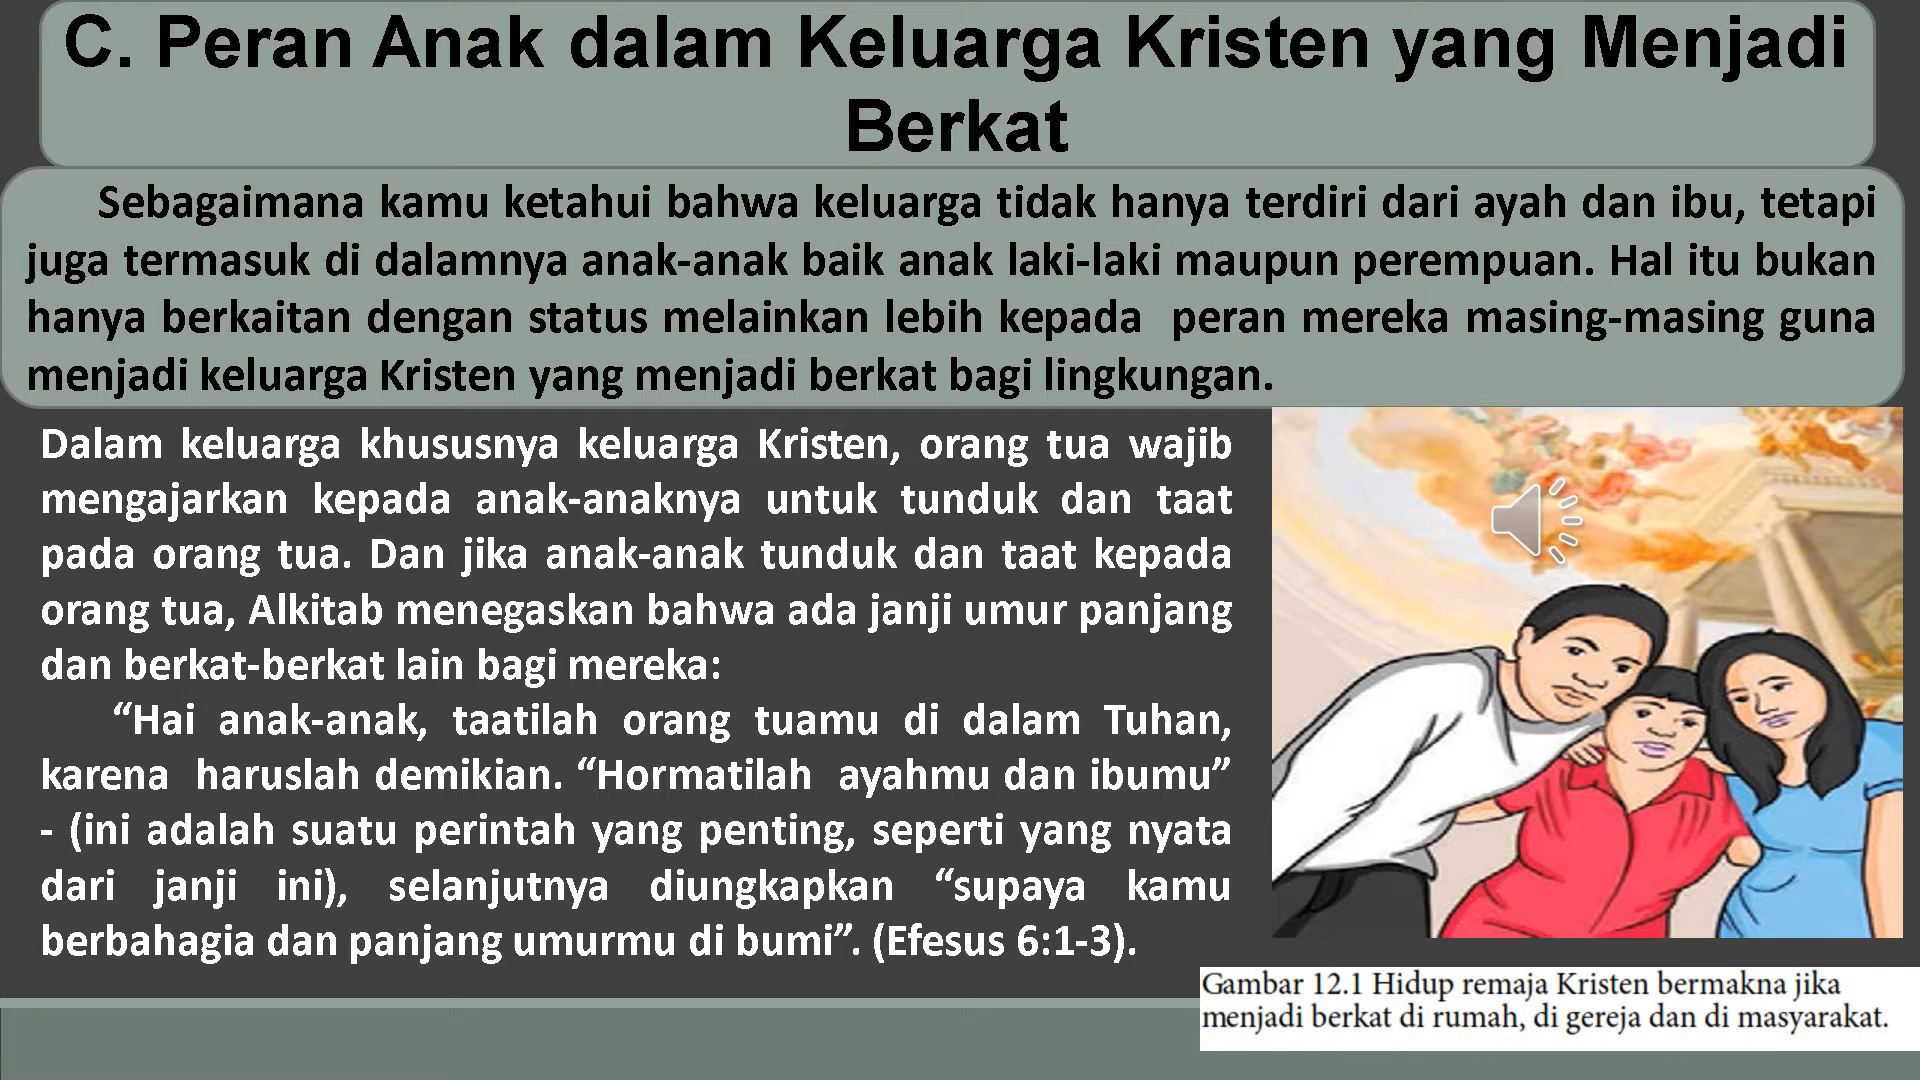 C. Peran Anak dalam Keluarga Kristen yang Menjadi
Berkat
Sebagaimana kamu ketahui bahwa keluarga tidak hanya terdiri dari ayah dan ibu, tetapi
juga termasuk di dalamnya anak-anak baik anak laki-laki maupun perempuan. Hal itu bukan
hanya berkaitan dengan status melainkan lebih kepada peran mereka masing-masing guna
menjadi keluarga Kristen yang menjadi berkat bagi lingkungan.
Dalam keluarga khususnya keluarga Kristen, orang tua wajib
mengajarkan kepada anak-anaknya untuk tunduk dan taat
pada orang tua. Dan jika anak-anak tunduk dan taat kepada
orang tua, Alkitab menegaskan bahwa ada janji umur panjang
dan berkat-berkat lain bagi mereka:
“Hai anak-anak, taatilah orang tuamu di dalam Tuhan,
karena haruslah demikian. “Hormatilah ayahmu dan ibumu”
- (ini adalah suatu perintah yang penting, seperti yang nyata
dari janji ini), selanjutnya diungkapkan “supaya kamu
berbahagia dan panjang umurmu di bumi”. (Efesus 6:1-3).
Gambar 12.1 Hidup remaja Kristen bermakna jika
menjadi berkat di rumah, di gereja dan di masyarakat.